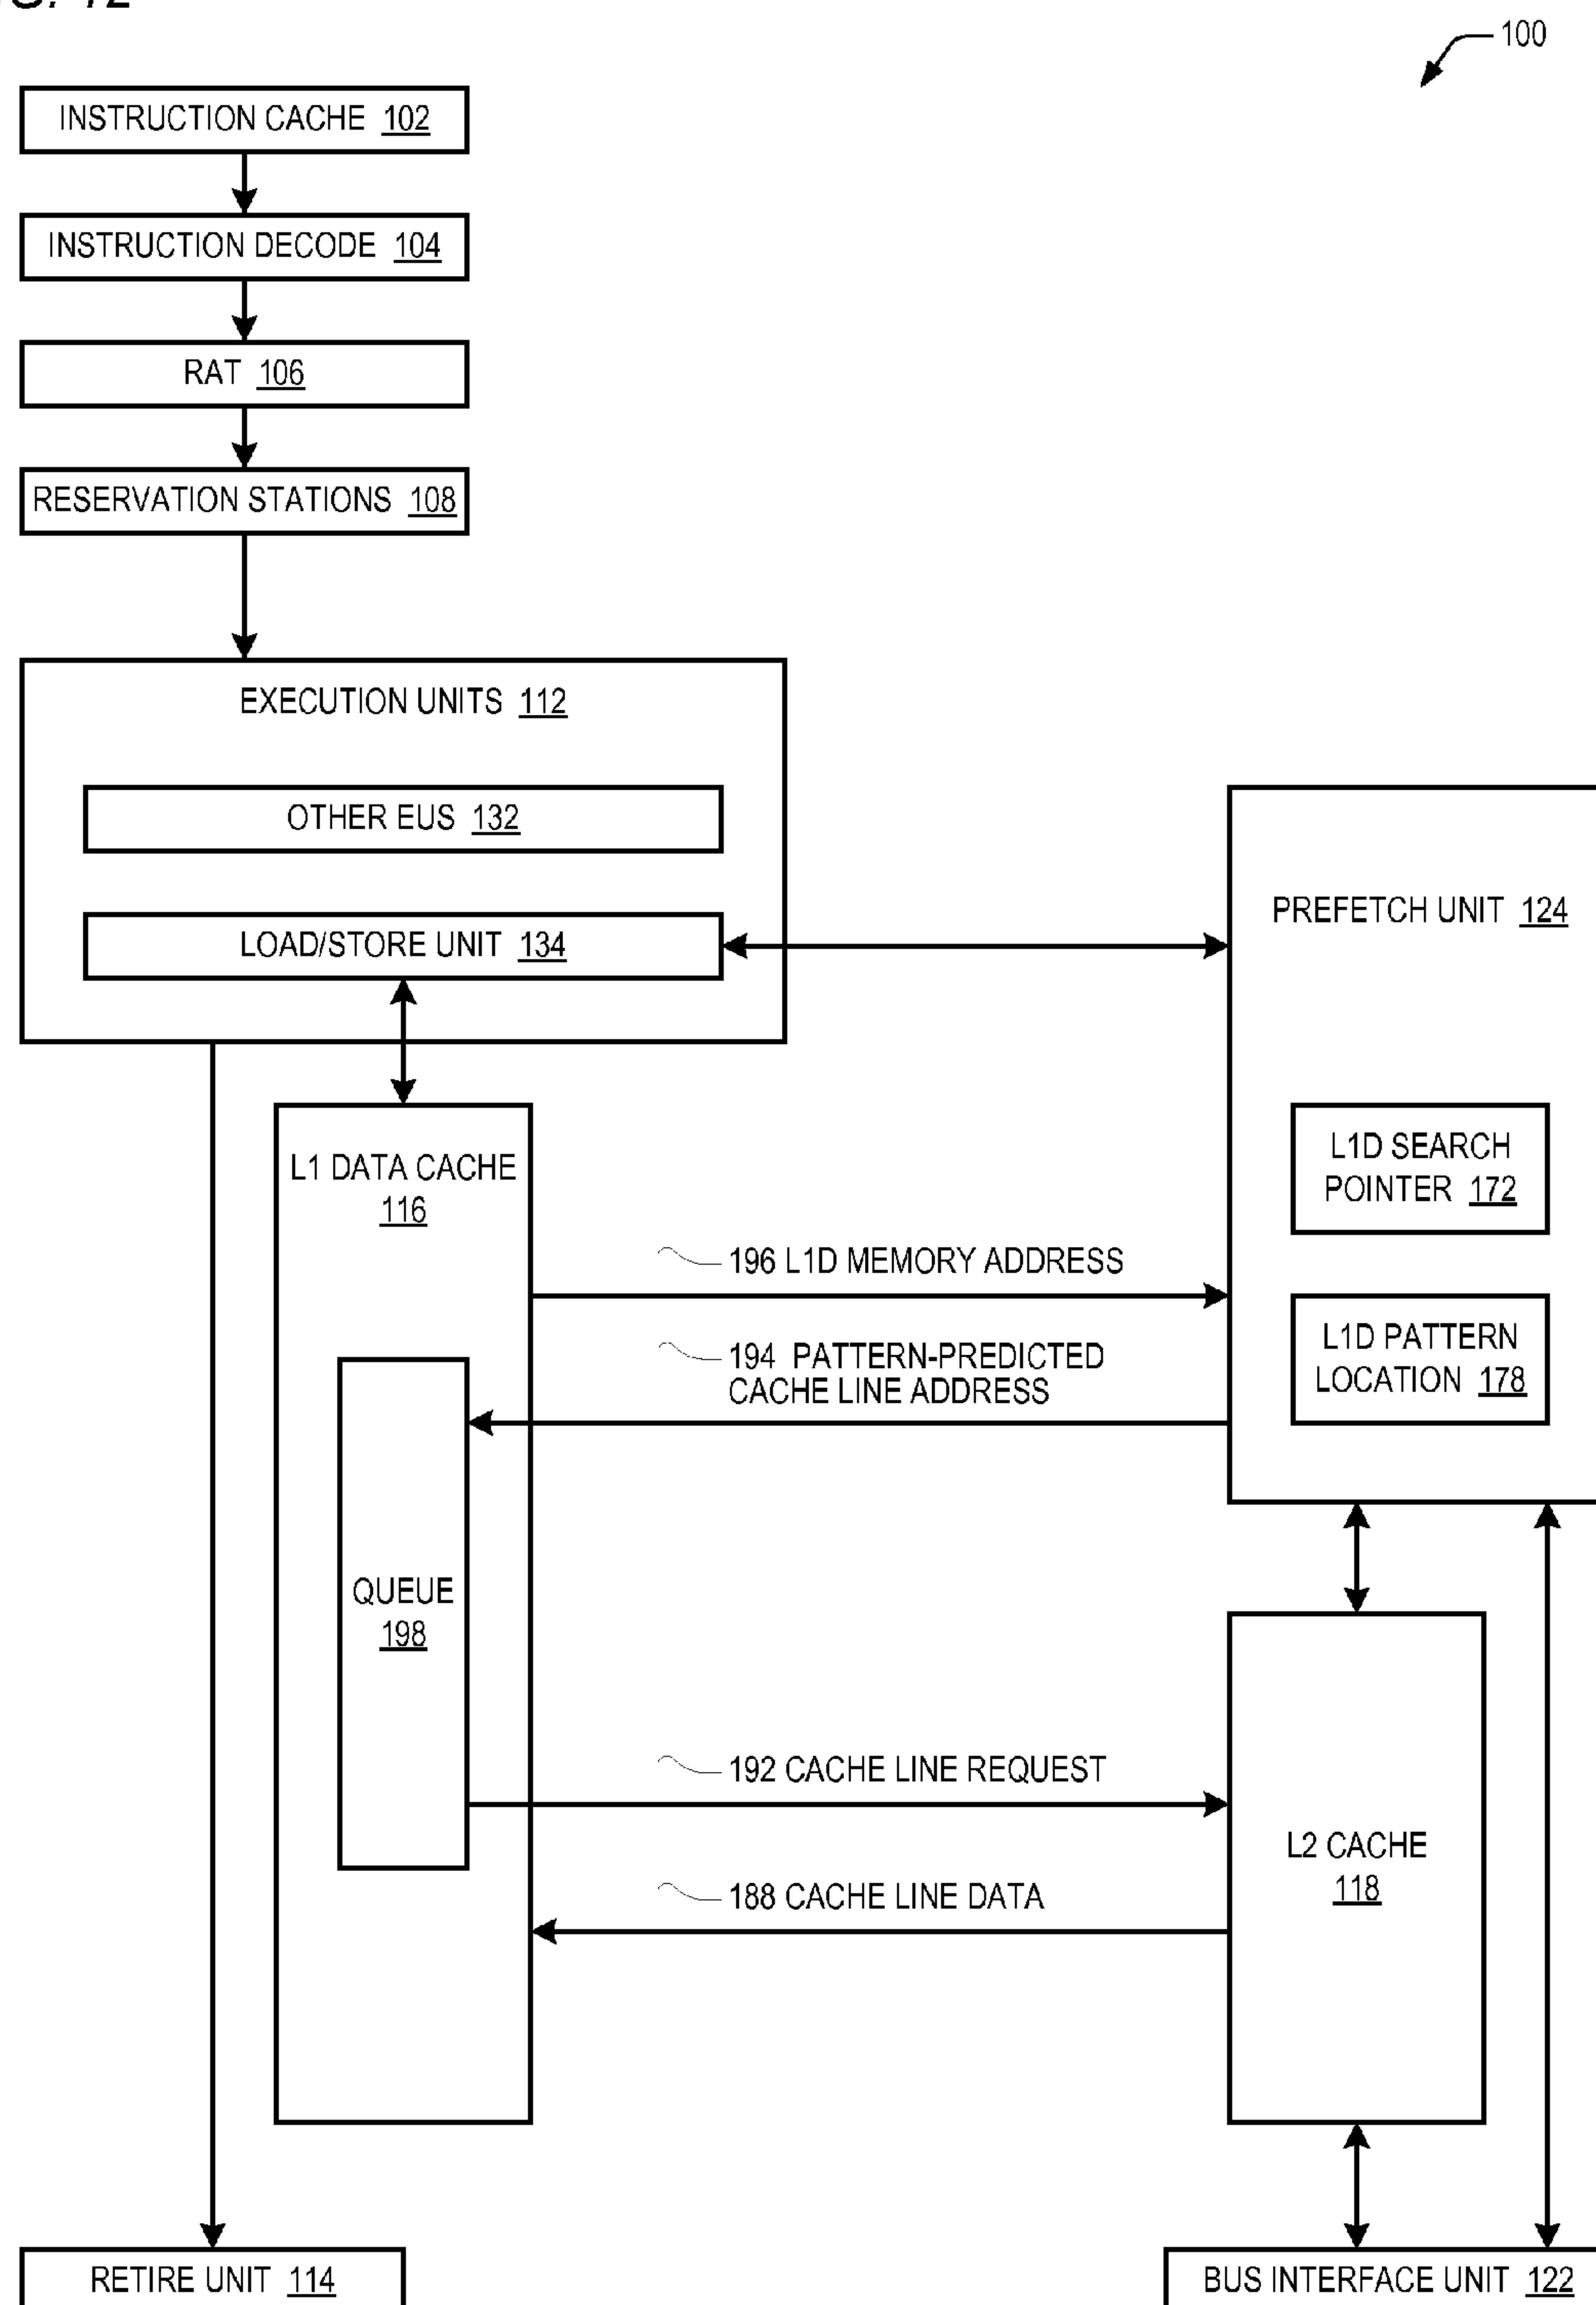 100
INSTRUCTION CACHE 102
INSTRUCTION DECODE 104
RAT 106
RESERVATION STATIONS 108
EXECUTION UNITS 112
OTHER EUS 132
LOAD/STORE UNIT 134
PREFETCH UNIT 124
L1 DATA CACHE
116
L1D SEARCH
POINTER 172
196 L1D MEMORY ADDRESS
194 PATTERN-PREDICTED
CACHE LINE ADDRESS
L1D PATTERN
LOCATION 178
QUEUE
198
192 CACHE LINE REQUEST
L2 CACHE
118
188 CACHE LINE DATA
RETIRE UNIT 114
BUS INTERFACE UNIT 122